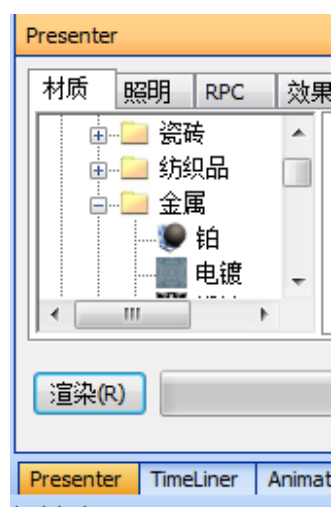 Presenter
材质 照明 RPC 效果
瓷砖
纺织品
金属
铂
电镀
渲染(R)
Presenter TimeLiner Animat